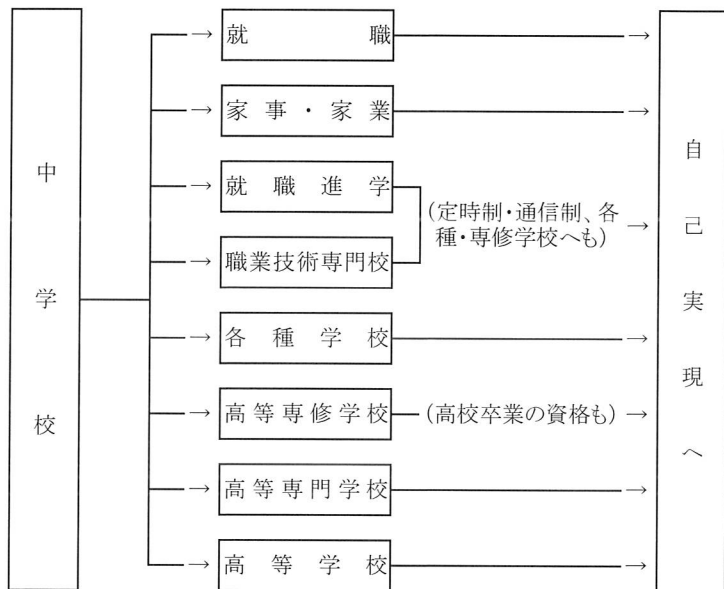 中学校
就職
家事・家業
就職進学
職業技術専門校
(定時制・通信制、各
種・専修学校へも)
各種学校
高等専修学校
(高校卒業の資格も)
高等専門学校
高等学校
自己実現へ